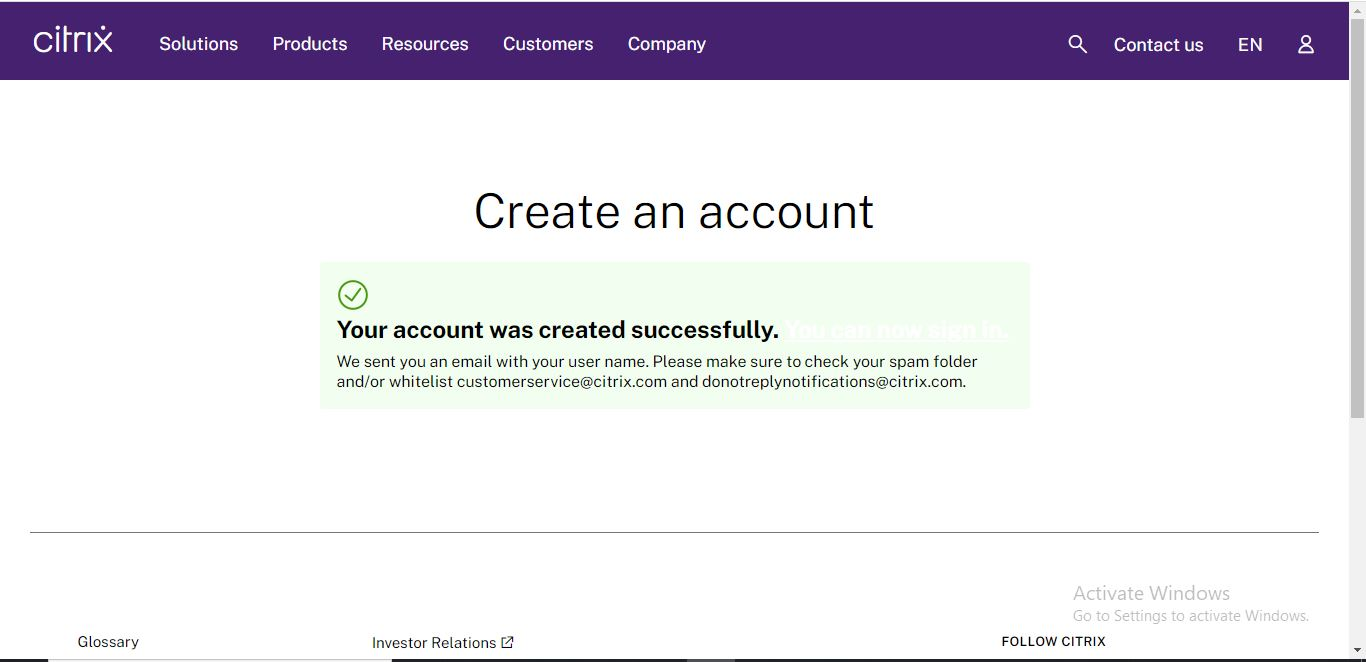 citrix Solutions Products Resources Customers Company Contact us EN
Create an account
Your account was created successfully. You can now sign in.
We sent you an email with your user name. Please make sure to check your spam folder
and/or whitelist customerservice@citrix.com and donotreplynotifications@citrix.com.
Activate Windows
Go to Settings to activate Windows.
Glossary Investor Relations FOLLOW CITRIX